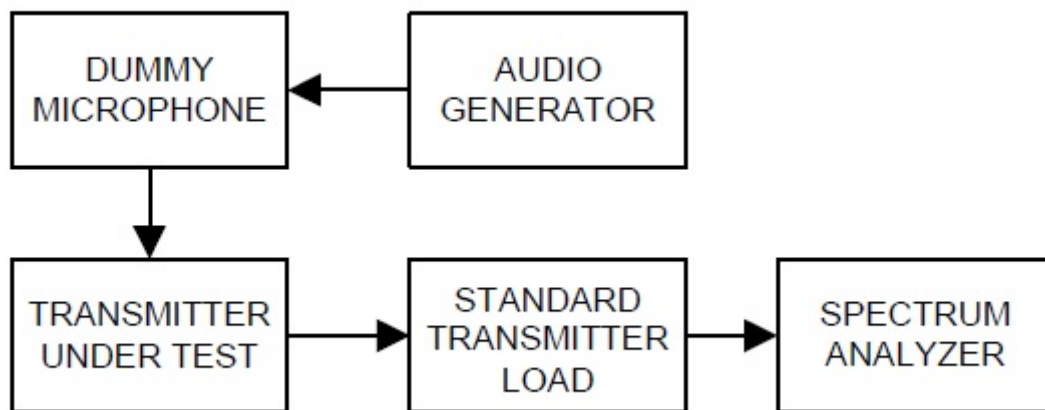 DUMMY
MICROPHONE
AUDIO
GENERATOR
TRANSMITTER
UNDER TEST
STANDARD
TRANSMITTER
LOAD
SPECTRUM
ANALYZER